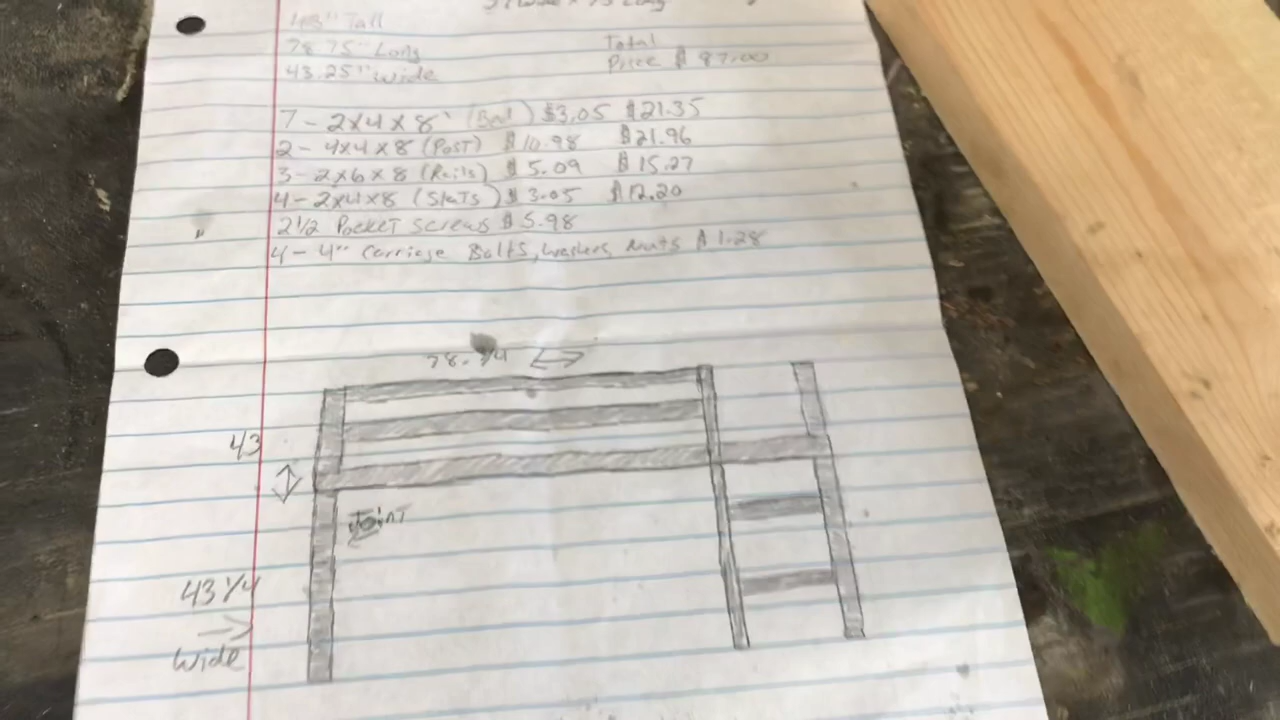 43" Tall
78.75" Long
43.25" Wide
Total
Price $ 87.00
7 - 2x4x8' (Bed) $3.05 $21.35
2 - 4x4x8 (Post) $10.98 $21.96
3 - 2x6x8 (Rails) $5.09 $15.27
4 - 2x4x8 (Slats) $3.05 $12.20
2 1/2 Pocket Screws $5.98
4 - 4" Carriage Bolts, washers, nuts $1.28
78. 3/4
43
Joint
43 1/4
Wide